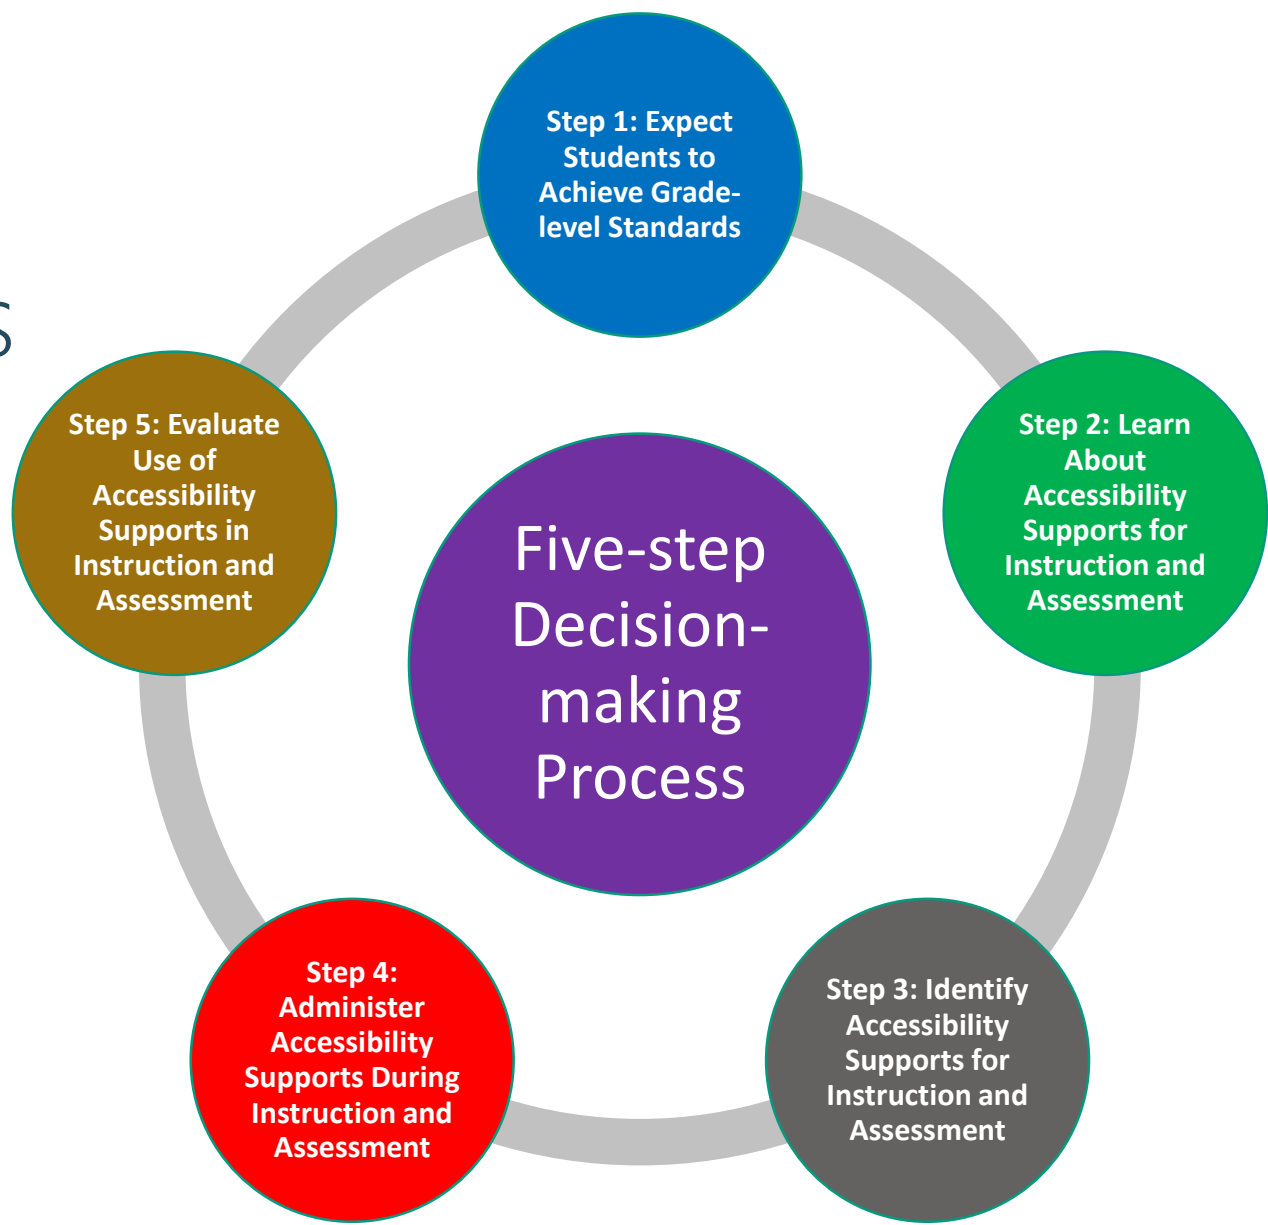 Step 1: Expect
Students to
Achieve Grade-
level Standards
S
Step 2: Learn
About
Accessibility
Supports for
Instruction and
Assessment
Step 3: Identify
Accessibility
Supports for
Instruction and
Assessment
Step 4:
Administer
Accessibility
Supports During
Instruction and
Assessment
Step 5: Evaluate
Use of
Accessibility
Supports in
Instruction and
Assessment
Five-step
Decision-
making
Process